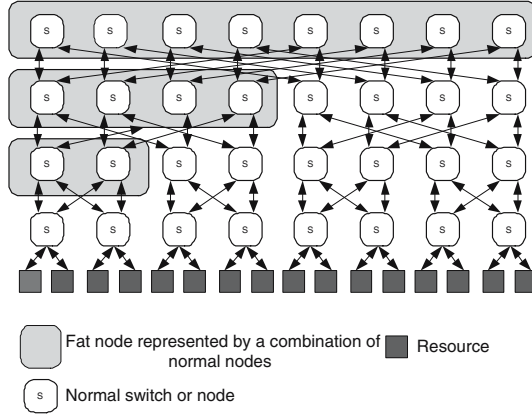 S S S S S S S S
S S S S S S S S
S S S S S S S S
S S S S S S S S
Fat node represented by a combination of
normal nodes
Resource
S Normal switch or node